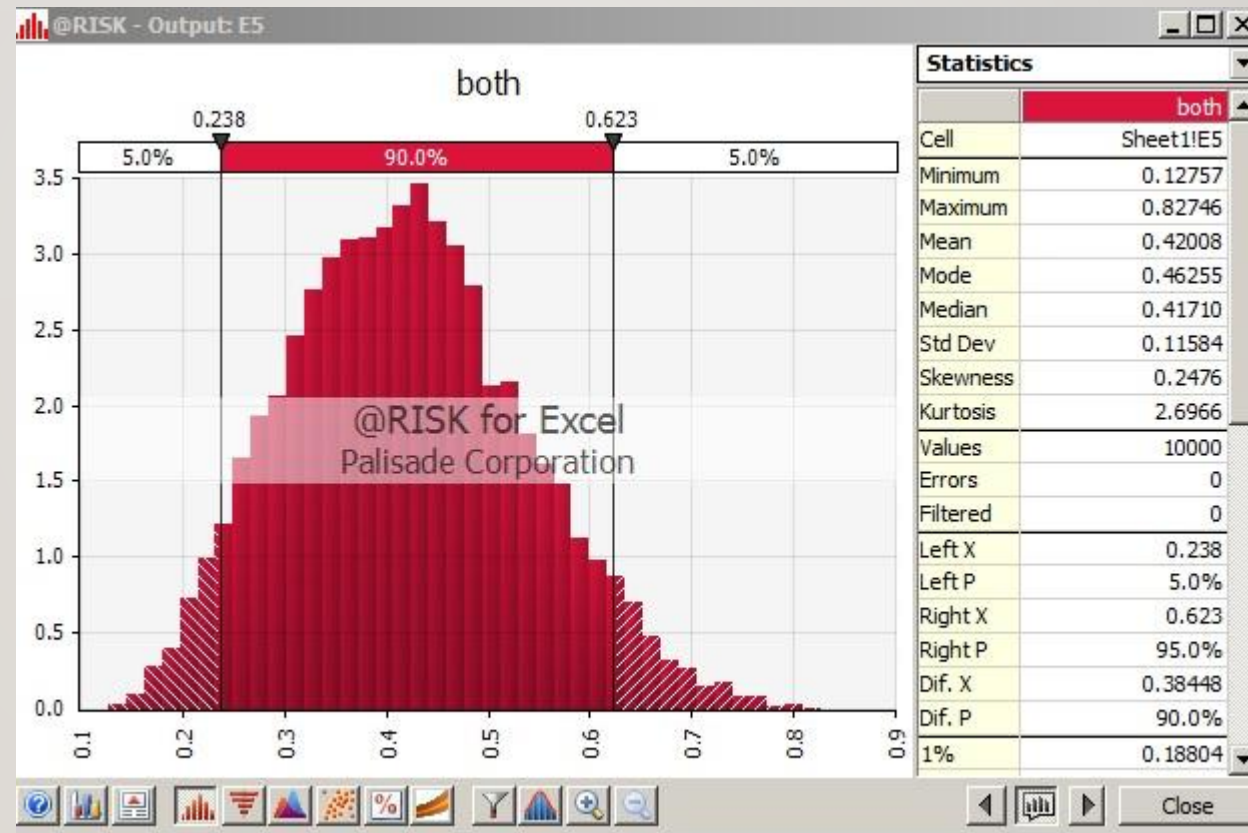 @RISK - Output: E5
both
0.238 0.623
5.0% 90.0% 5.0%
3.5
3.0
2.5
2.0
1.5
1.0
0.5
0.0
0.1 0.2 0.3 0.4 0.5 0.6 0.7 0.8 0.9
@RISK for Excel
Palisade Corporation
Statistics
both
Cell Sheet1!E5
Minimum 0.12757
Maximum 0.82746
Mean 0.42008
Mode 0.46255
Median 0.41710
Std Dev 0.11584
Skewness 0.2476
Kurtosis 2.6966
Values 10000
Errors 0
Filtered 0
Left X 0.238
Left P 5.0%
Right X 0.623
Right P 95.0%
Dif. X 0.38448
Dif. P 90.0%
1% 0.18804
%
Close